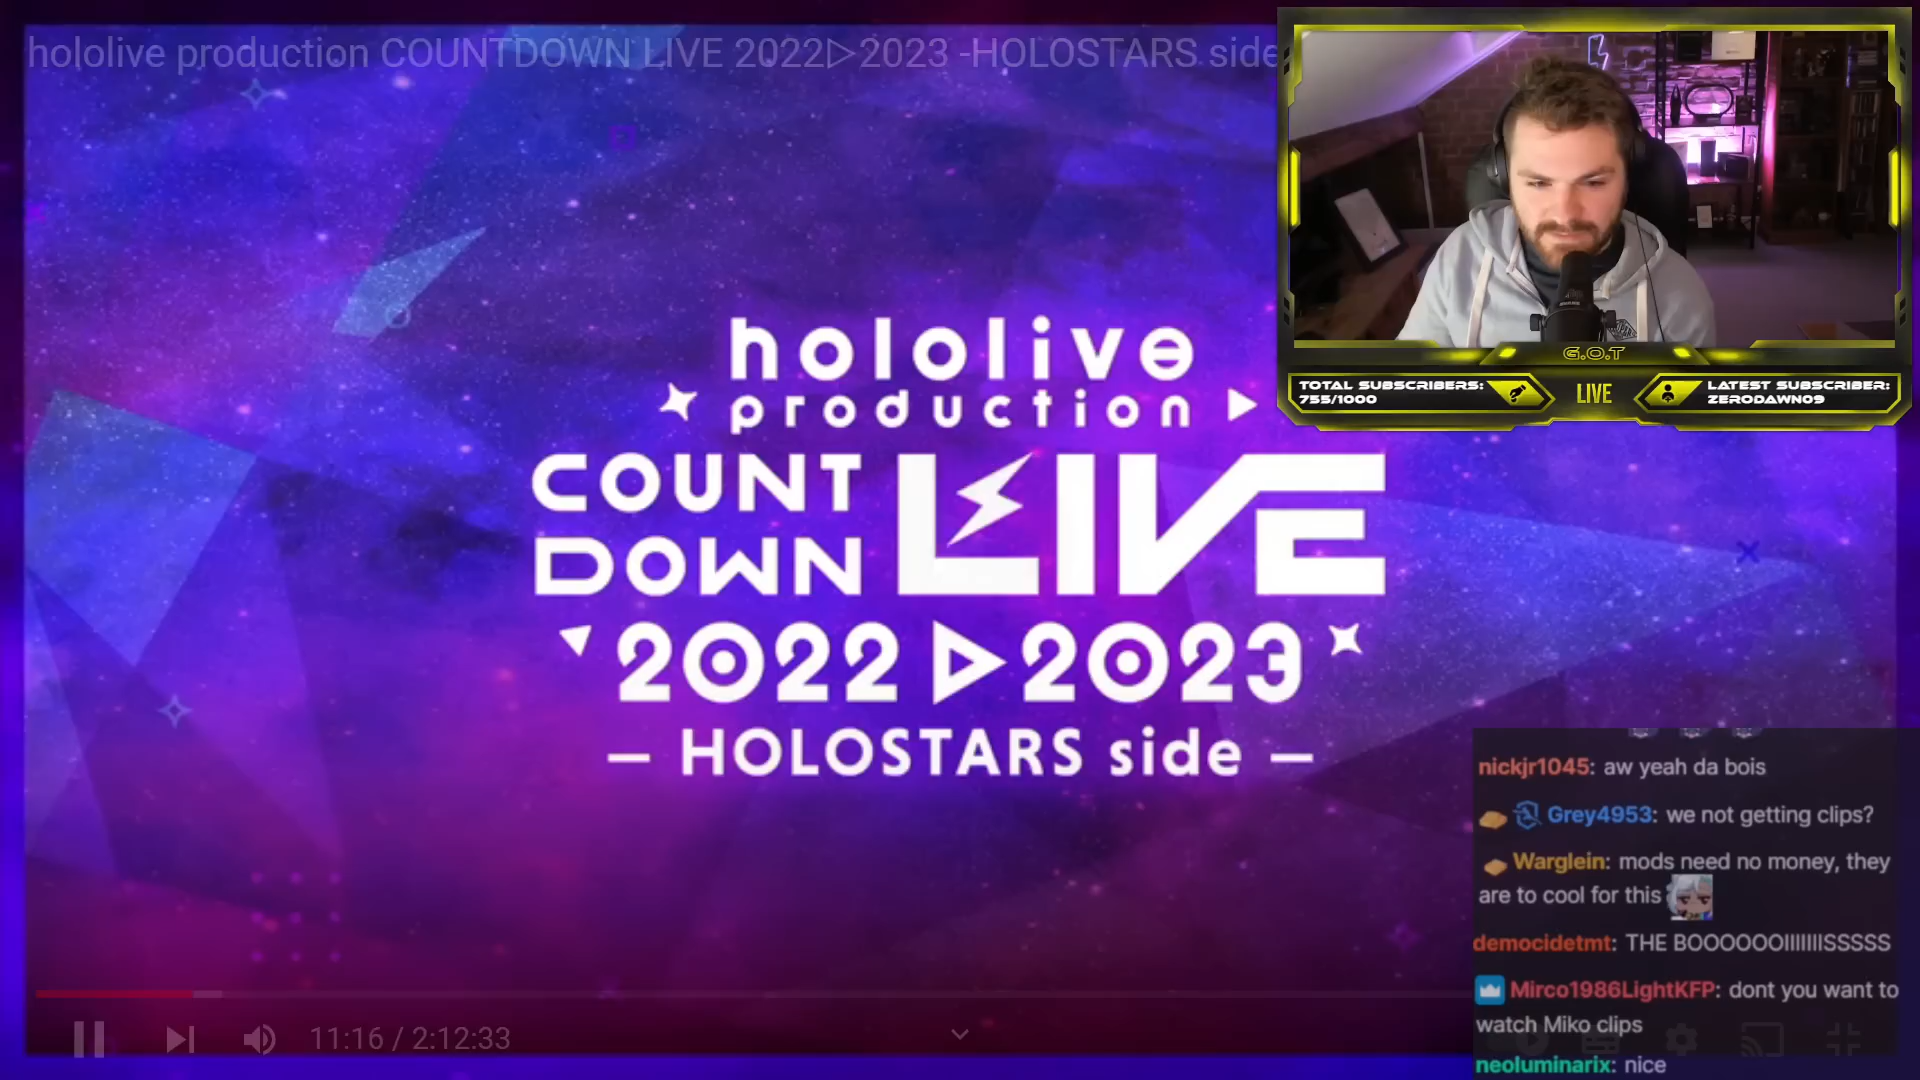 hololive production COUNTDOWN LIVE 2022▷2023 -HOLOSTARS side
hololive
production
COUNT
DOWN
LIVE
2022▷2023
— HOLOSTARS side —
G.O.T
TOTAL SUBSCRIBERS:
755/1000
LIVE
LATEST SUBSCRIBER:
ZERODAWN09
nickjr1045: aw yeah da bois
Grey4953: we not getting clips?
Warglein: mods need no money, they
are to cool for this
democidetmt: THE BOOOOOOIIIIIIISSSSS
Mirco1986LightKFP: dont you want to
watch Miko clips
neoluminarix: nice
11:16 / 2:12:33